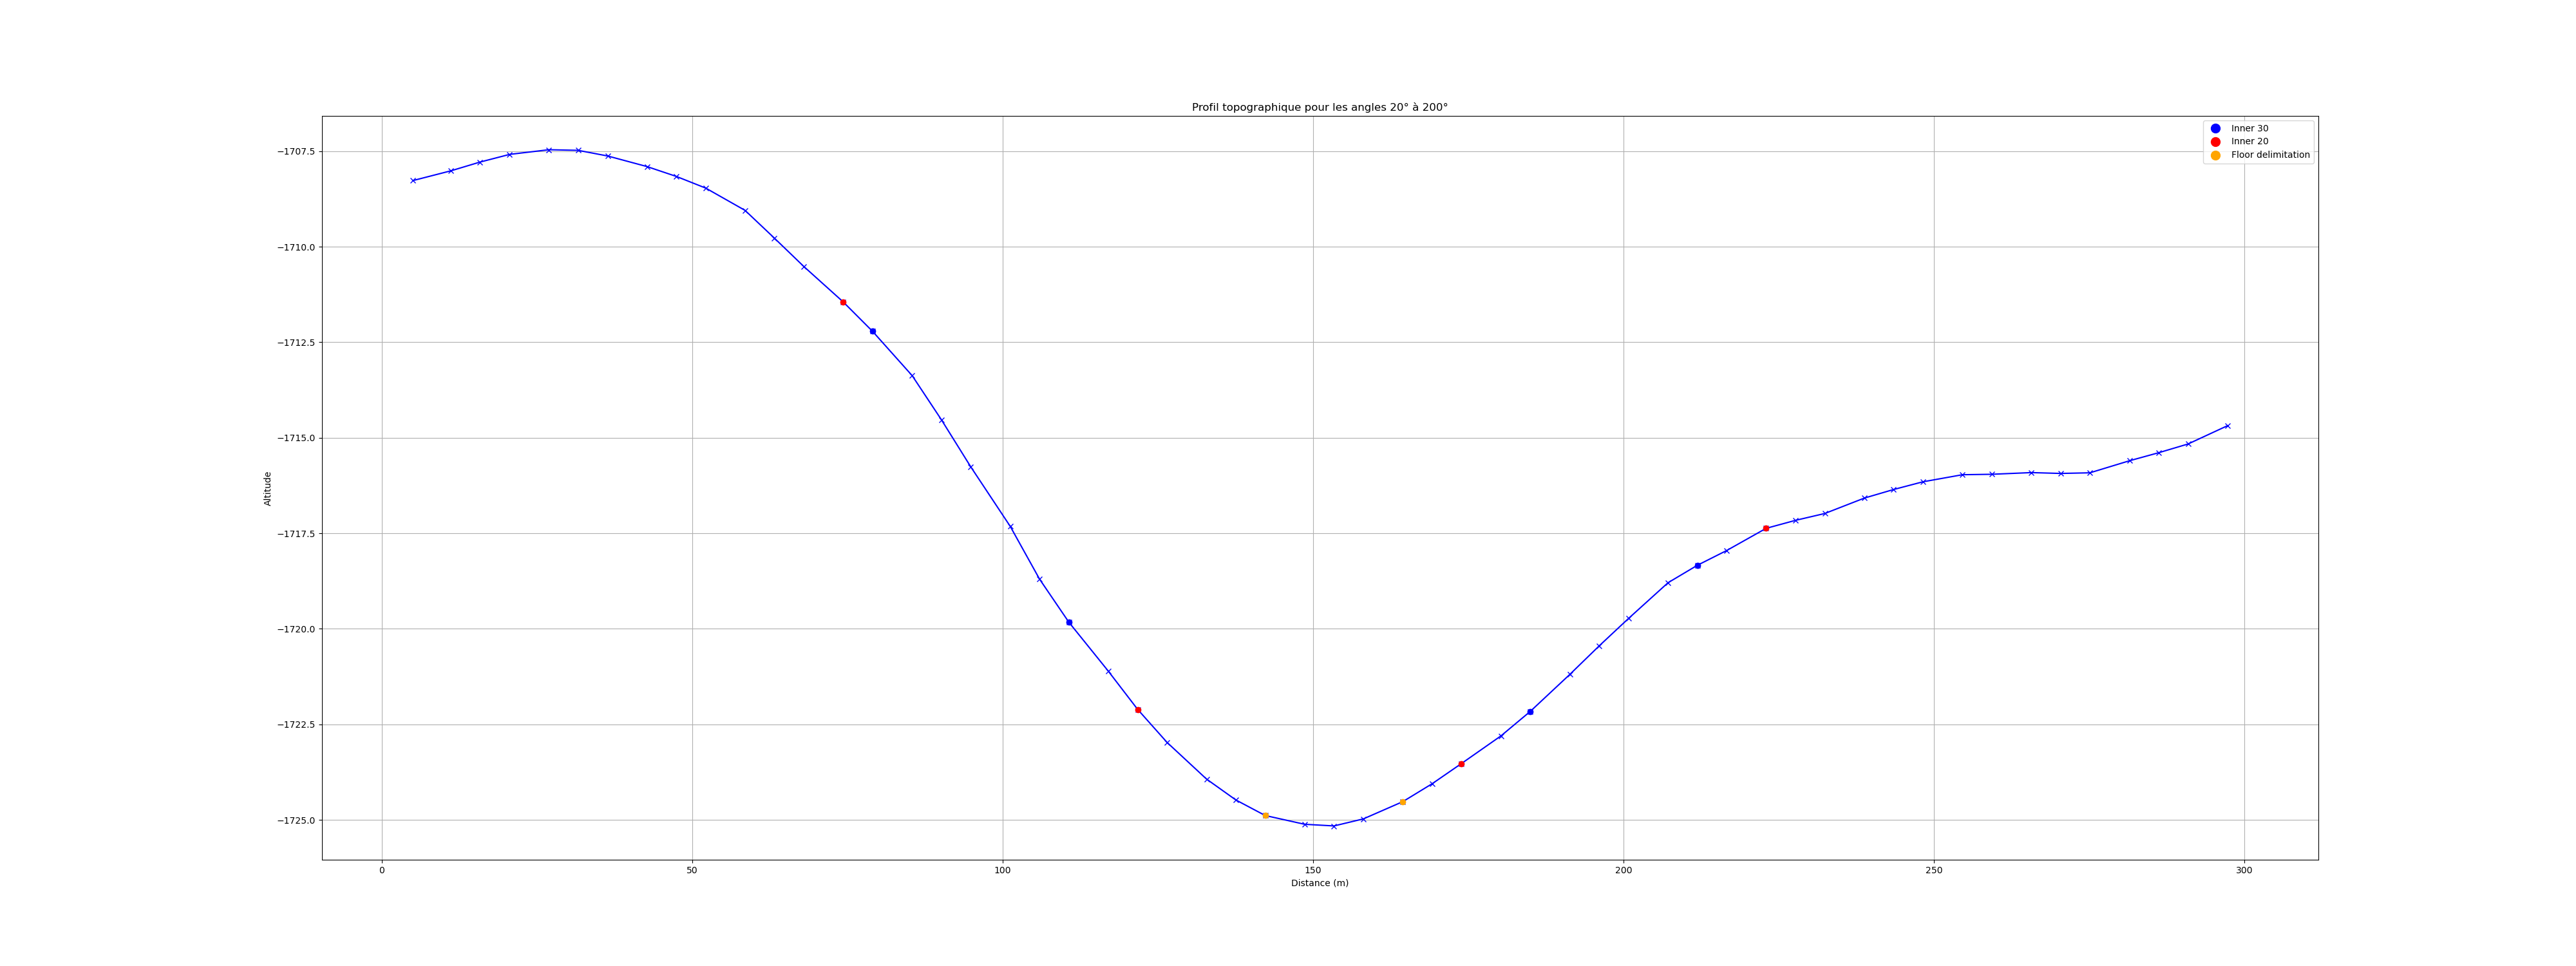 Profil topographique pour les angles 20° à 200°
Inner 30
Inner 20
Floor delimitation
−1707.5
−1710.0
−1712.5
−1715.0
−1717.5
−1720.0
−1722.5
−1725.0
Altitude
0 50 100 150 200 250 300
Distance (m)